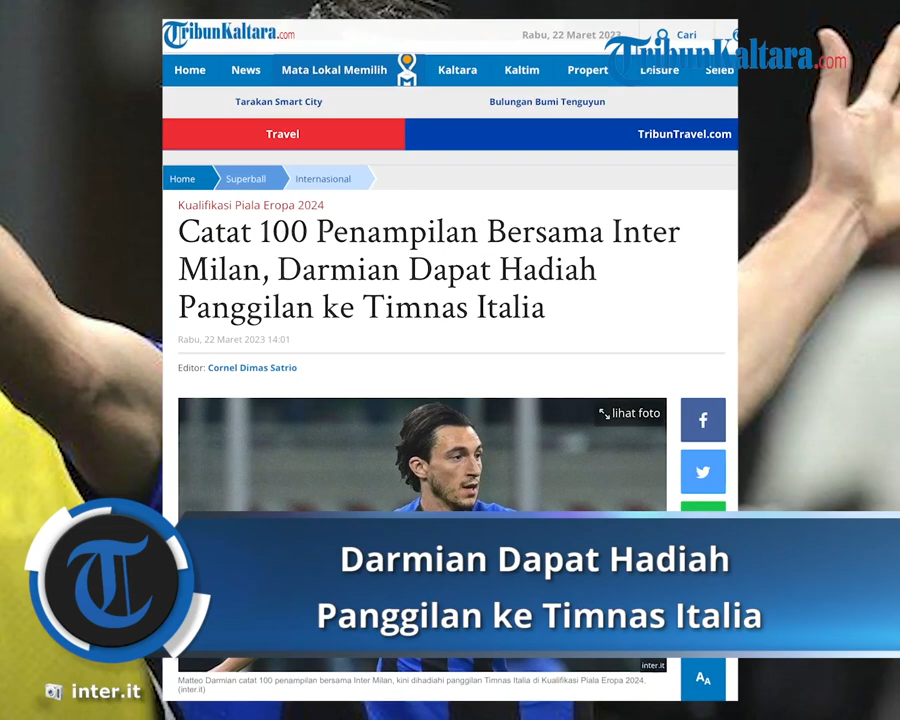 TribunKaltara.com
Rabu, 22 Maret 2023
Cari
TribunKaltara.com
Home News Mata Lokal Memilih Kaltara Kaltim Propert Leisure Seleb
Tarakan Smart City Bulungan Bumi Tenguyun
Travel TribunTravel.com
Home Superball Internasional
Kualifikasi Piala Eropa 2024
Catat 100 Penampilan Bersama Inter
Milan, Darmian Dapat Hadiah
Panggilan ke Timnas Italia
Rabu, 22 Maret 2023 14:01
Editor: Cornel Dimas Satrio
lihat foto
f
Darmian Dapat Hadiah
Panggilan ke Timnas Italia
T
inter.it
AA
Matteo Darmian catat 100 penampilan bersama Inter Milan, kini dihadiahi panggilan Timnas Italia di Kualifikasi Piala Eropa 2024.
(inter.it)
inter.it